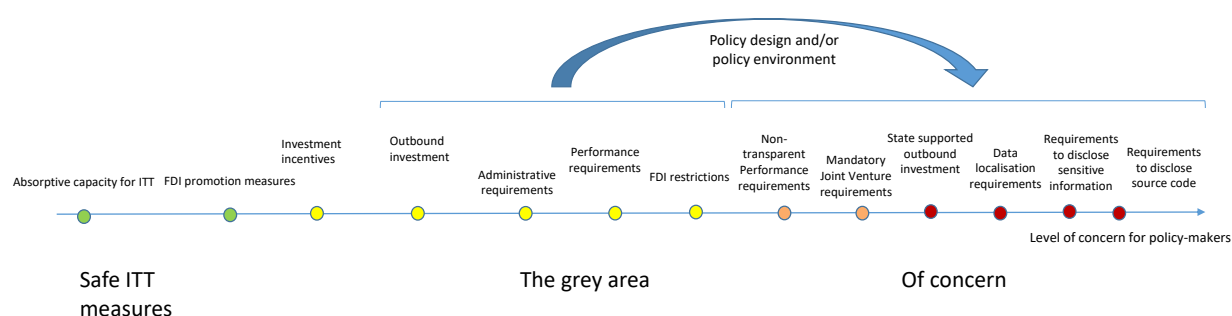 Policy design and/or
policy environment
Absorptive capacity for ITT
FDI promotion measures
Investment
incentives
Outbound
investment
Administrative
requirements
Performance
requirements
FDI restrictions
Non-
transparent
Performance
requirements
Mandatory
Joint Venture
requirements
State supported
outbound
investment
Data
localisation
requirements
Requirements
to disclose
sensitive
information
Requirements
to disclose
source code
Level of concern for policy-makers
Safe ITT
measures
The grey area
Of concern